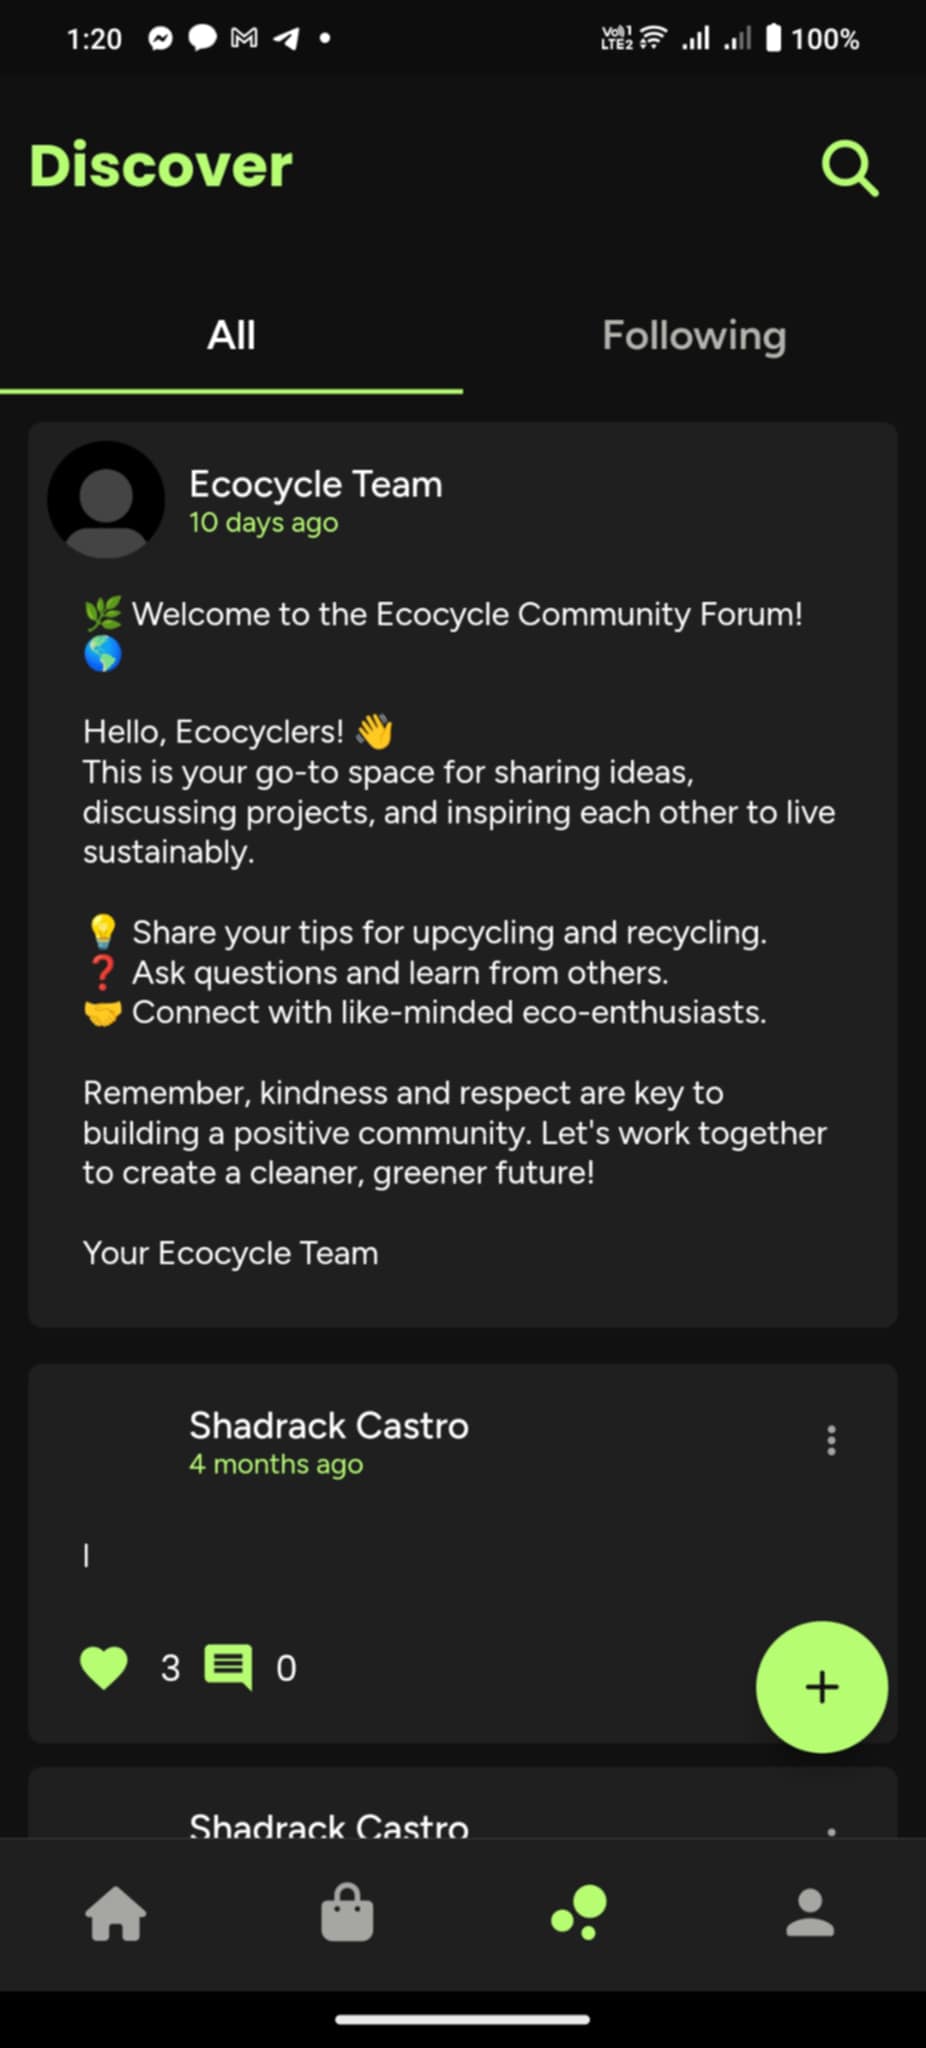 1:20
Vo)) 1
LTE2
100%
Discover
All
Following
Ecocycle Team
10 days ago
🌿 Welcome to the Ecocycle Community Forum!
🌎
Hello, Ecocyclers! 👋
This is your go-to space for sharing ideas,
discussing projects, and inspiring each other to live
sustainably.
💡 Share your tips for upcycling and recycling.
❓ Ask questions and learn from others.
🤝 Connect with like-minded eco-enthusiasts.
Remember, kindness and respect are key to
building a positive community. Let's work together
to create a cleaner, greener future!
Your Ecocycle Team
Shadrack Castro
4 months ago
l
3 0
Shadrack Castro